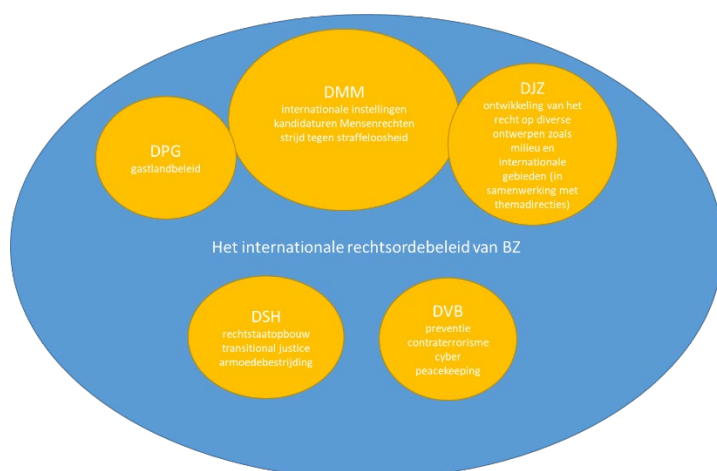 DMM
internationale instellingen
kandidaturen Mensenrechten
strijd tegen straffeloosheid
DJZ
ontwikkeling van het
recht op diverse
ontwerpen zoals
milieu en
internationale
gebieden (in
samenwerking met
themadirecties)
DPG
gastlandbeleid
Het internationale rechtsordebeleid van BZ
DSH
rechtstaatopbouw
transitional justice
armoedebestrijding
DVB
preventie
contraterrorisme
cyber
peacekeeping